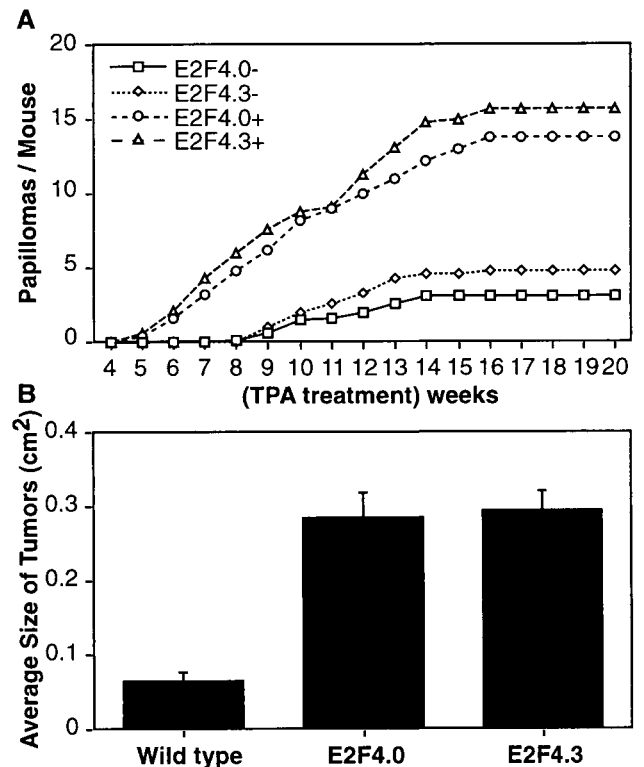 A
20
15
10
5
0
Papillomas / Mouse
E2F4.0-
E2F4.3-
E2F4.0+
E2F4.3+
4 5 6 7 8 9 10 11 12 13 14 15 16 17 18 19 20
(TPA treatment) weeks
B
0.4
0.3
0.2
0.1
0
Average Size of Tumors (cm2)
Wild type E2F4.0 E2F4.3